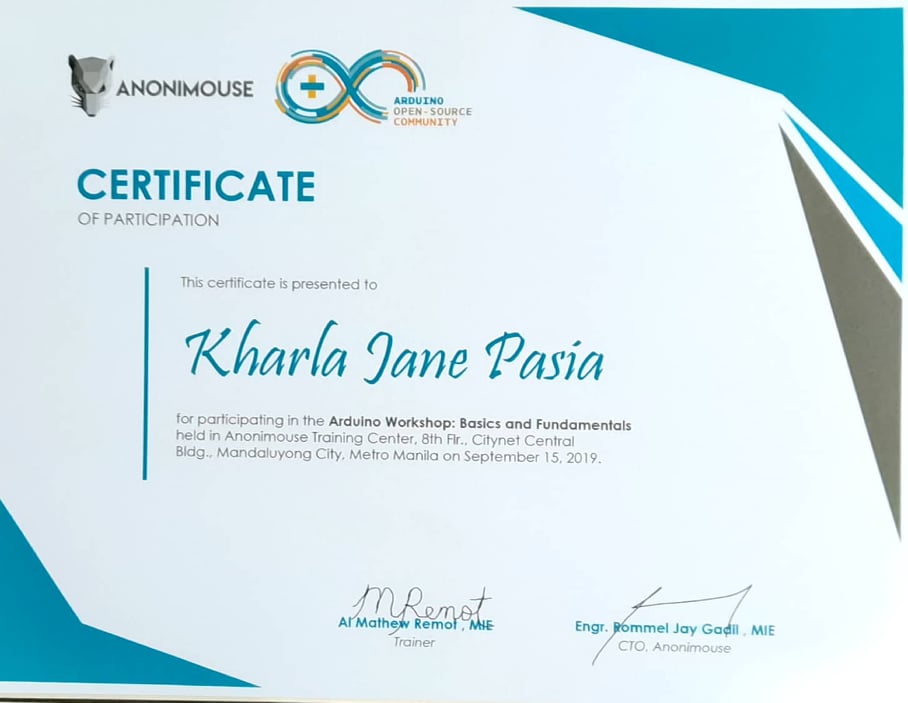 ANONIMOUSE
ARDUINO
OPEN-SOURCE
COMMUNITY
CERTIFICATE
OF PARTICIPATION
This certificate is presented to
Kharla Jane Pasia
for participating in the Arduino Workshop: Basics and Fundamentals
held in Anonimouse Training Center, 8th Flr., Citynet Central
Bldg., Mandaluyong City, Metro Manila on September 15, 2019.
MRemot
Al Mathew Remot , MIE
Trainer
Engr. Rommel Jay Gadil , MIE
CTO, Anonimouse